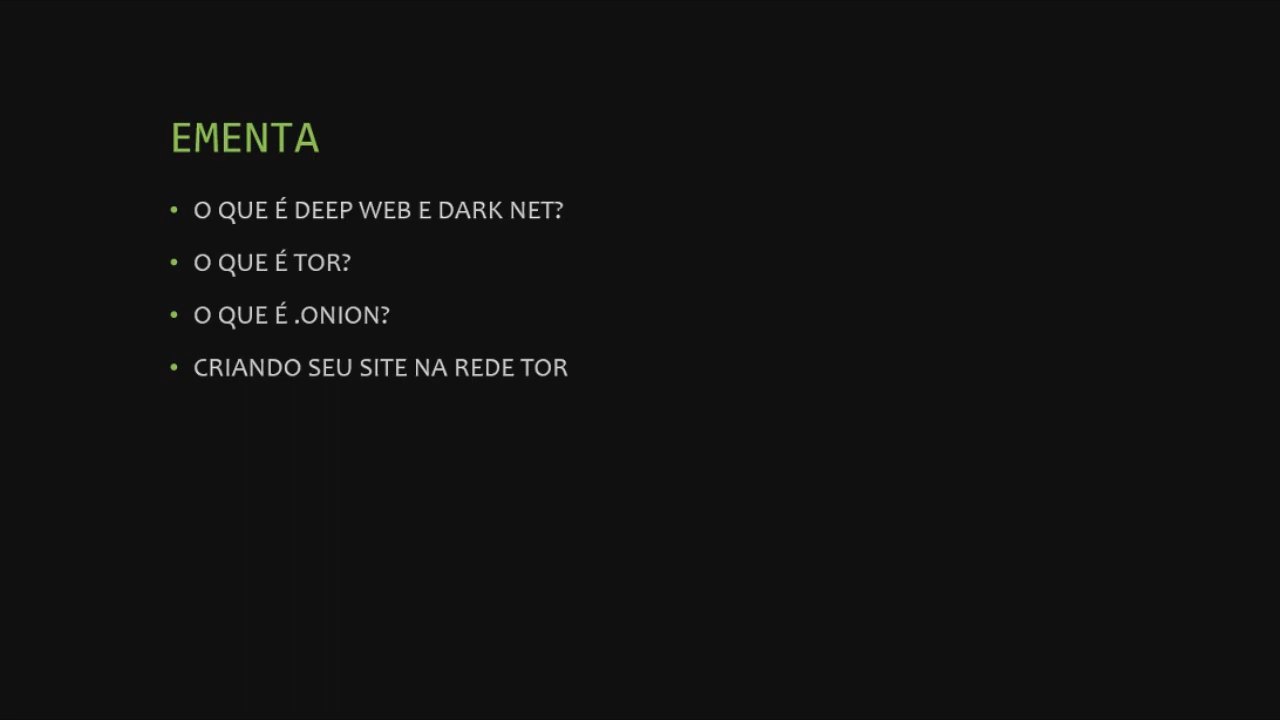 EMENTA
• O QUE É DEEP WEB E DARK NET?
• O QUE É TOR?
• O QUE É .ONION?
• CRIANDO SEU SITE NA REDE TOR